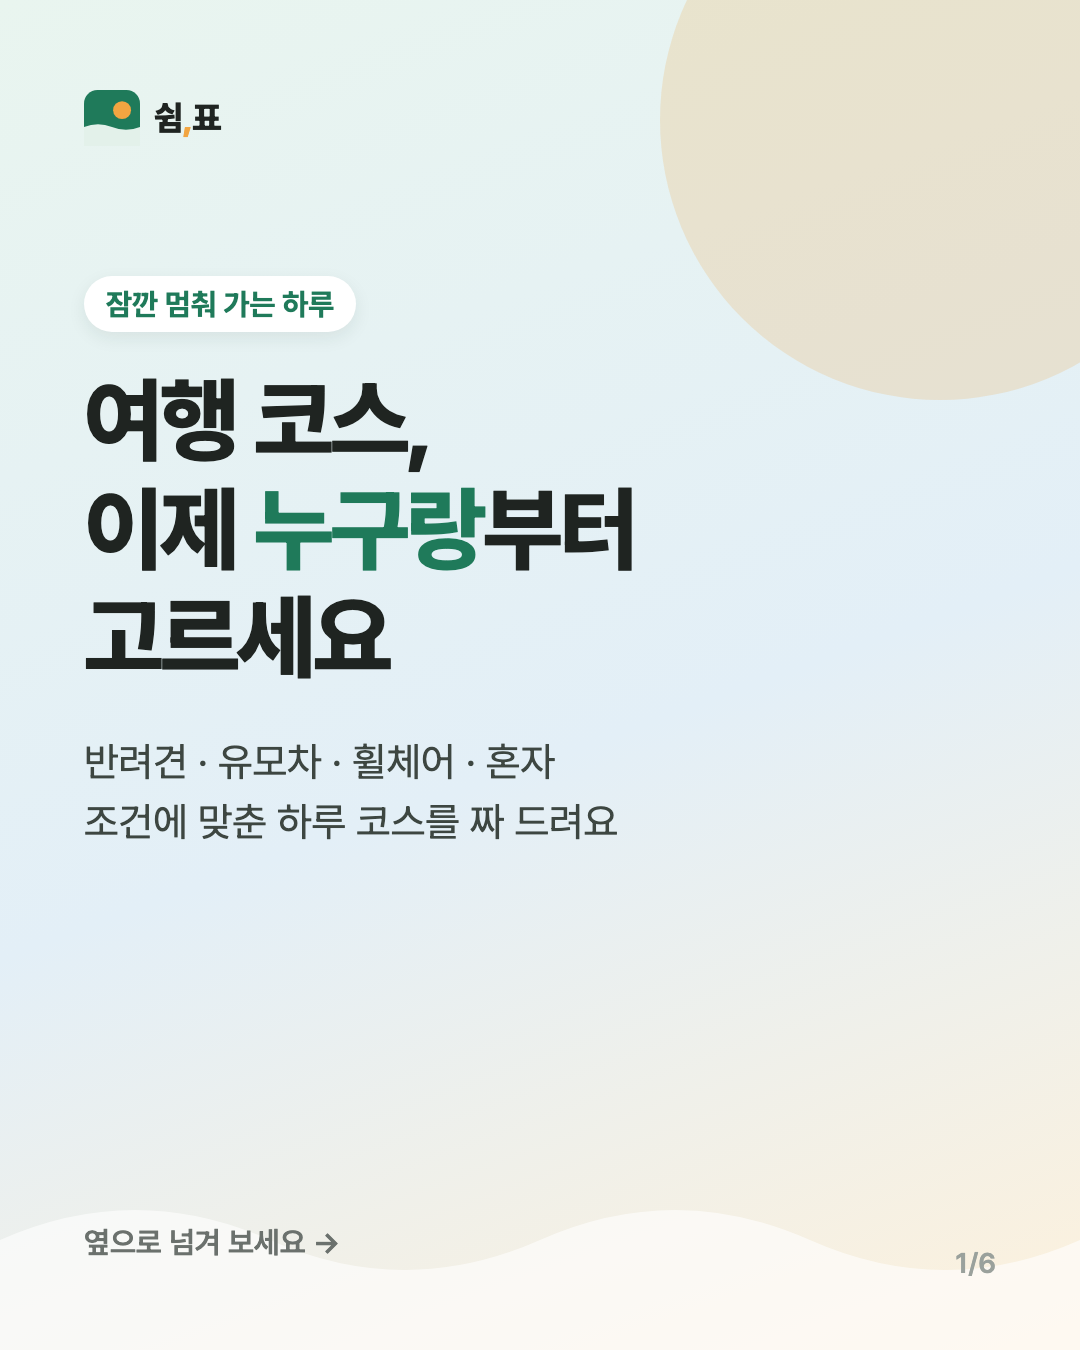 쉼,표
잠깐 멈춰 가는 하루
여행 코스,
이제 누구랑부터
고르세요
반려견 · 유모차 · 휠체어 · 혼자
조건에 맞춘 하루 코스를 짜 드려요
옆으로 넘겨 보세요 →
1/6